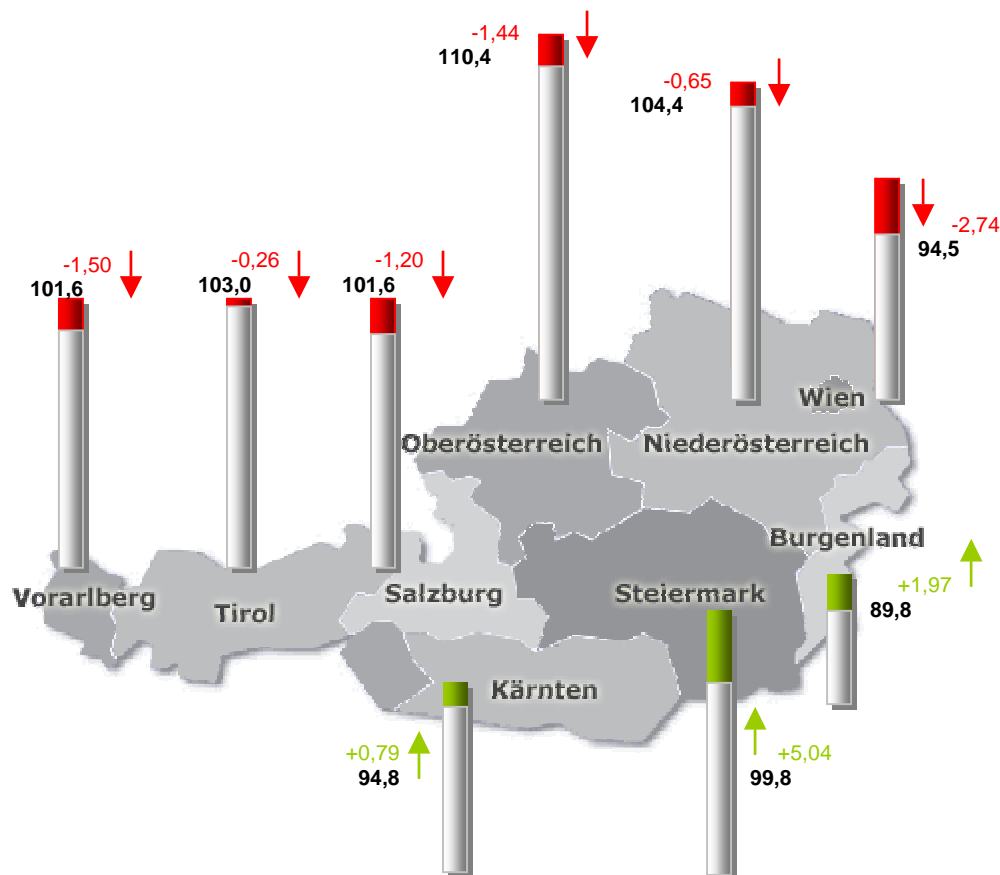 -1,44
110,4
-0,65
104,4
-2,74
94,5
-1,50
101,6
-0,26
103,0
-1,20
101,6
Wien
Oberösterreich
Niederösterreich
Burgenland
Vorarlberg
Tirol
Salzburg
Steiermark
+1,97
89,8
Kärnten
+0,79
94,8
+5,04
99,8